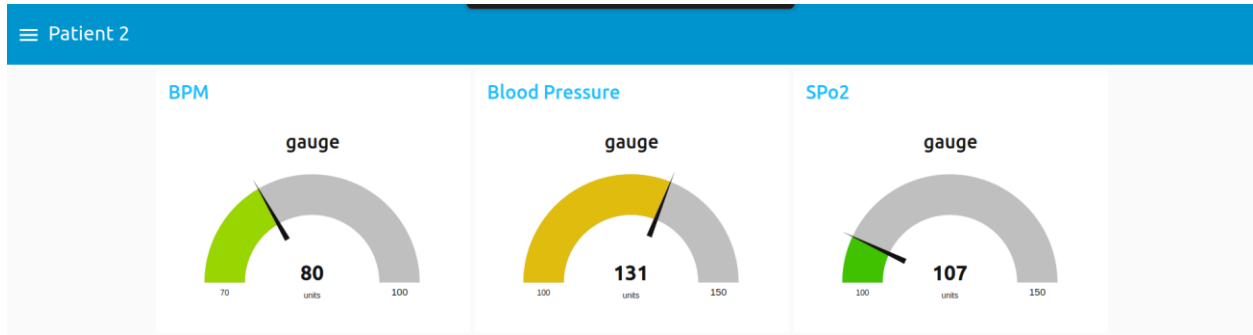 Patient 2
BPM
gauge
80
units
70
100
Blood Pressure
gauge
131
units
100
150
SPo2
gauge
107
units
100
150